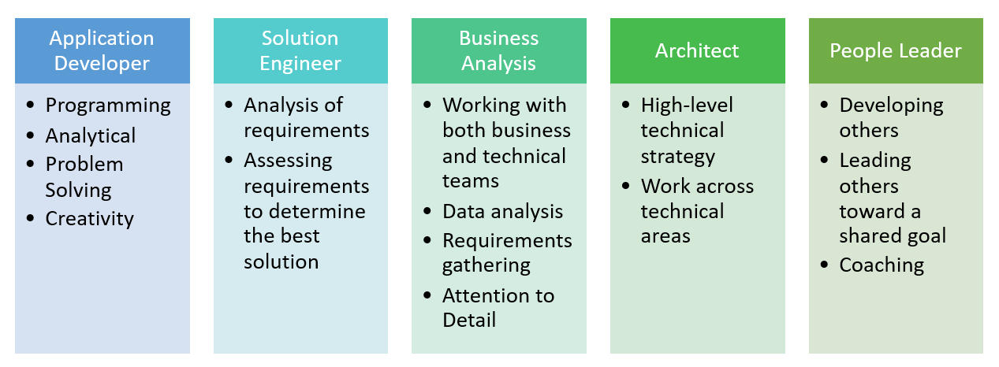 Application
Developer
• Programming
• Analytical
• Problem
Solving
• Creativity
Solution
Engineer
• Analysis of
requirements
• Assessing
requirements
to determine
the best
solution
Business
Analysis
• Working with
both business
and technical
teams
• Data analysis
• Requirements
gathering
• Attention to
Detail
Architect
• High-level
technical
strategy
• Work across
technical
areas
People Leader
• Developing
others
• Leading
others
toward a
shared goal
• Coaching